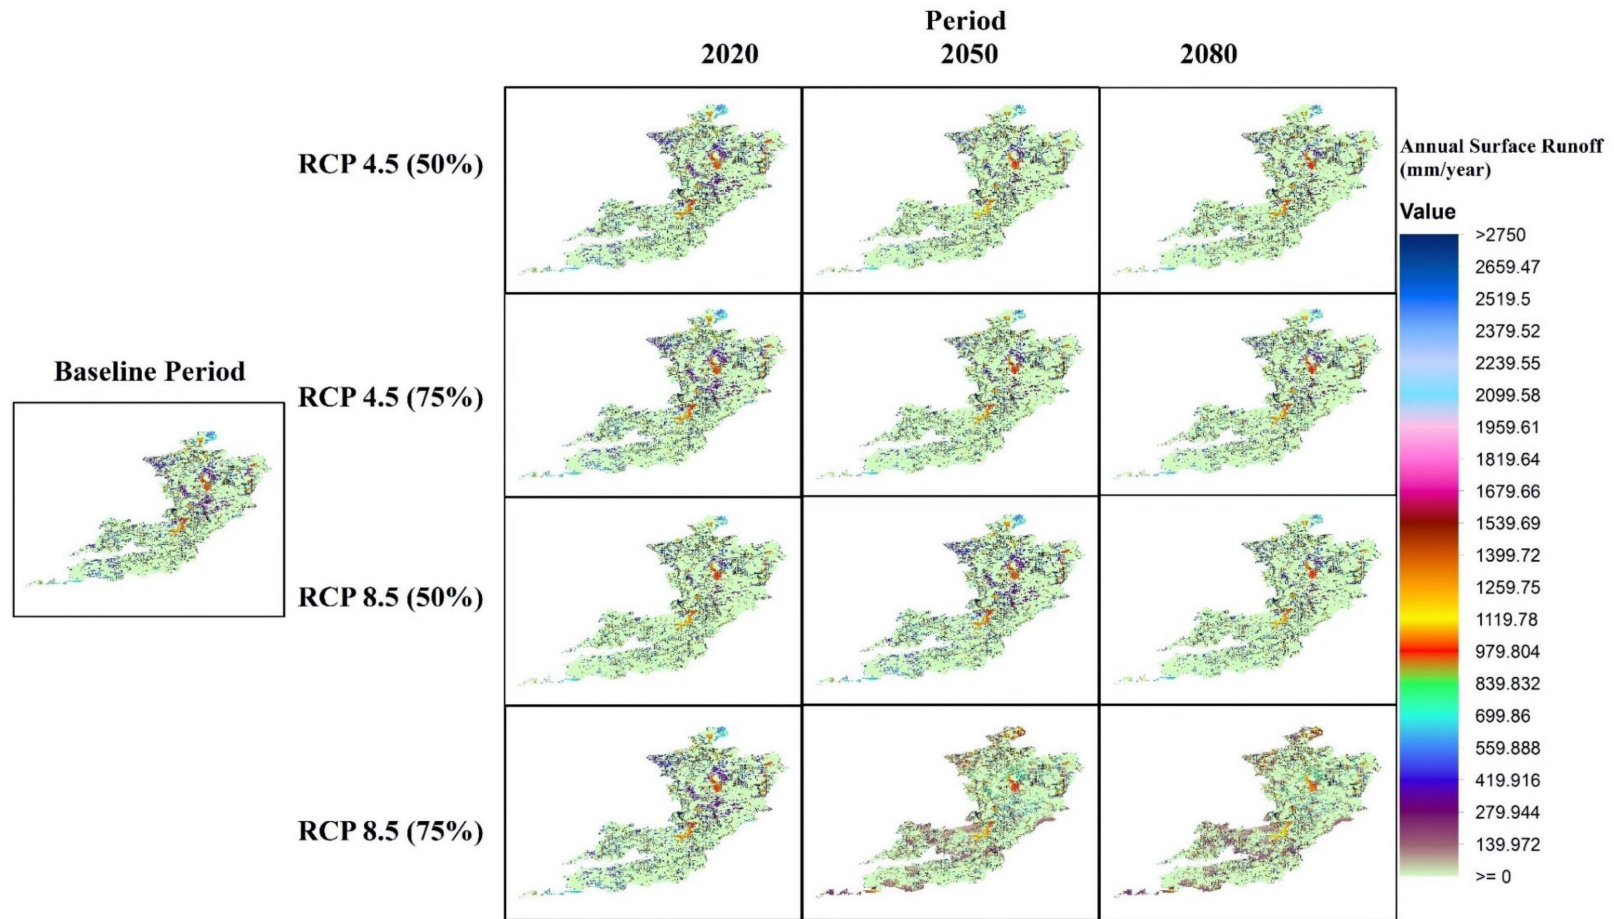 Period
2020 2050 2080
RCP 4.5 (50%)
Annual Surface Runoff
(mm/year)
Value
>2750
2659.47
2519.5
2379.52
2239.55
2099.58
1959.61
1819.64
1679.66
1539.69
1399.72
1259.75
1119.78
979.804
839.832
699.86
559.888
419.916
279.944
139.972
>= 0
Baseline Period
RCP 4.5 (75%)
RCP 8.5 (50%)
RCP 8.5 (75%)